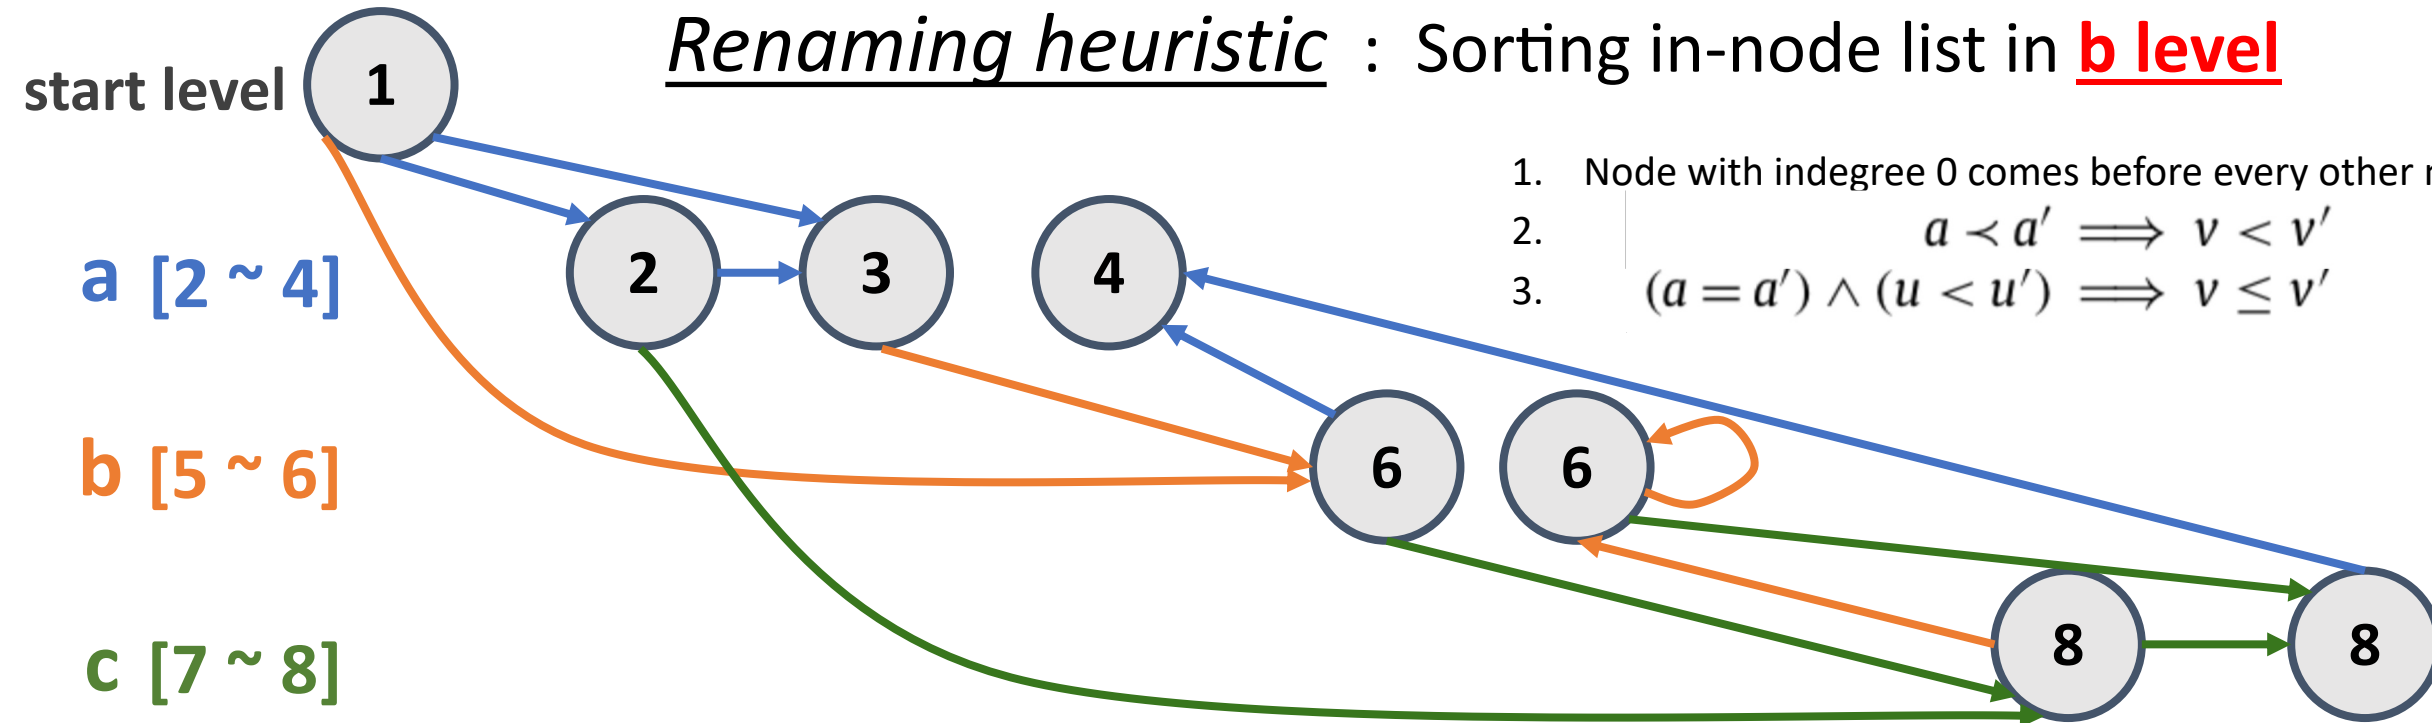 Renaming heuristic : Sorting in-node list in b level
start level
1
1. Node with indegree 0 comes before every other
2. a ≺ a′ ⟹ v < v′
3. (a = a′) ∧ (u < u′) ⟹ v ≤ v′
a [2 ~ 4]
2 3 4
b [5 ~ 6]
6 6
c [7 ~ 8]
8 8